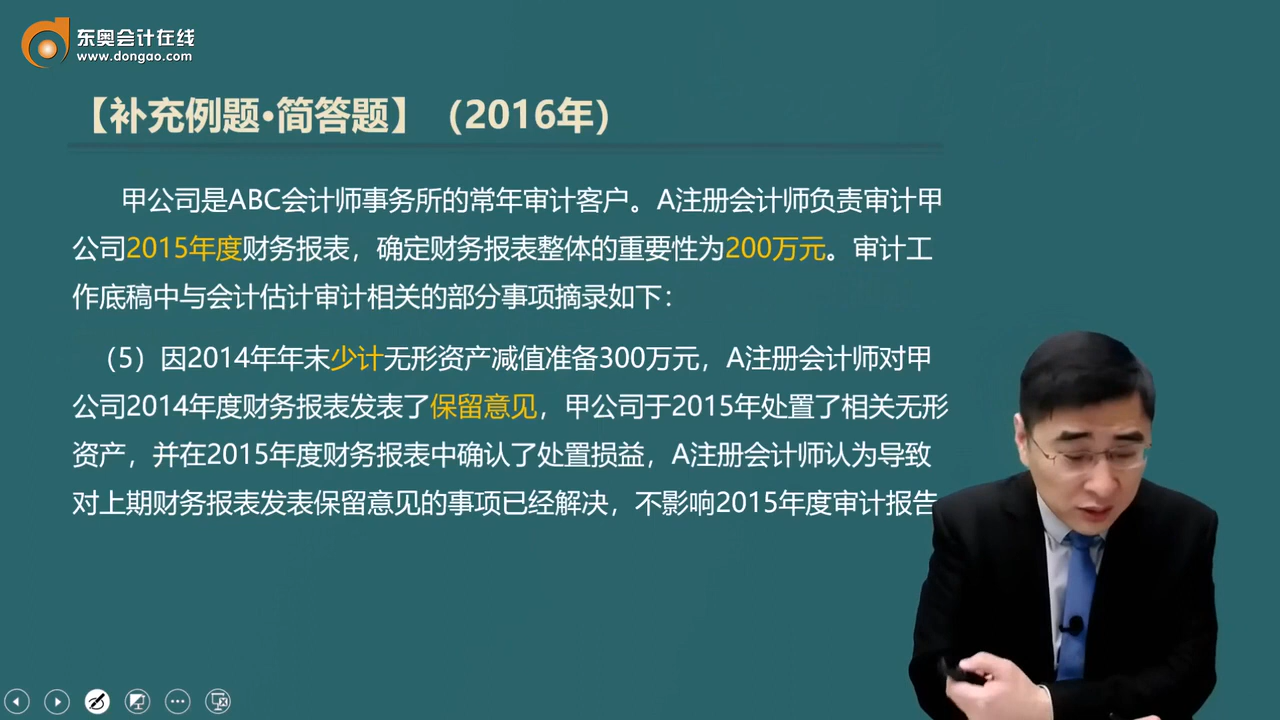 东奥会计在线
www.dongao.com
【补充例题•简答题】（2016年）
甲公司是ABC会计师事务所的常年审计客户。A注册会计师负责审计甲
公司2015年度财务报表，确定财务报表整体的重要性为200万元。审计工
作底稿中与会计估计审计相关的部分事项摘录如下：
（5）因2014年年末少计无形资产减值准备300万元，A注册会计师对甲
公司2014年度财务报表发表了保留意见，甲公司于2015年处置了相关无形
资产，并在2015年度财务报表中确认了处置损益，A注册会计师认为导致
对上期财务报表发表保留意见的事项已经解决，不影响2015年度审计报告